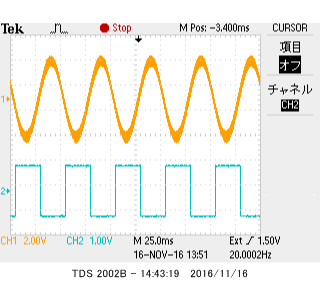 Tek Stop M Pos: -3.400ms CURSOR
項目
オフ
チャネル
CH2
1
2
CH1 2.00V CH2 1.00V M 25.0ms Ext 1.50V
16-NOV-16 13:51 20.0002Hz
TDS 2002B - 14:43:19 2016/11/16